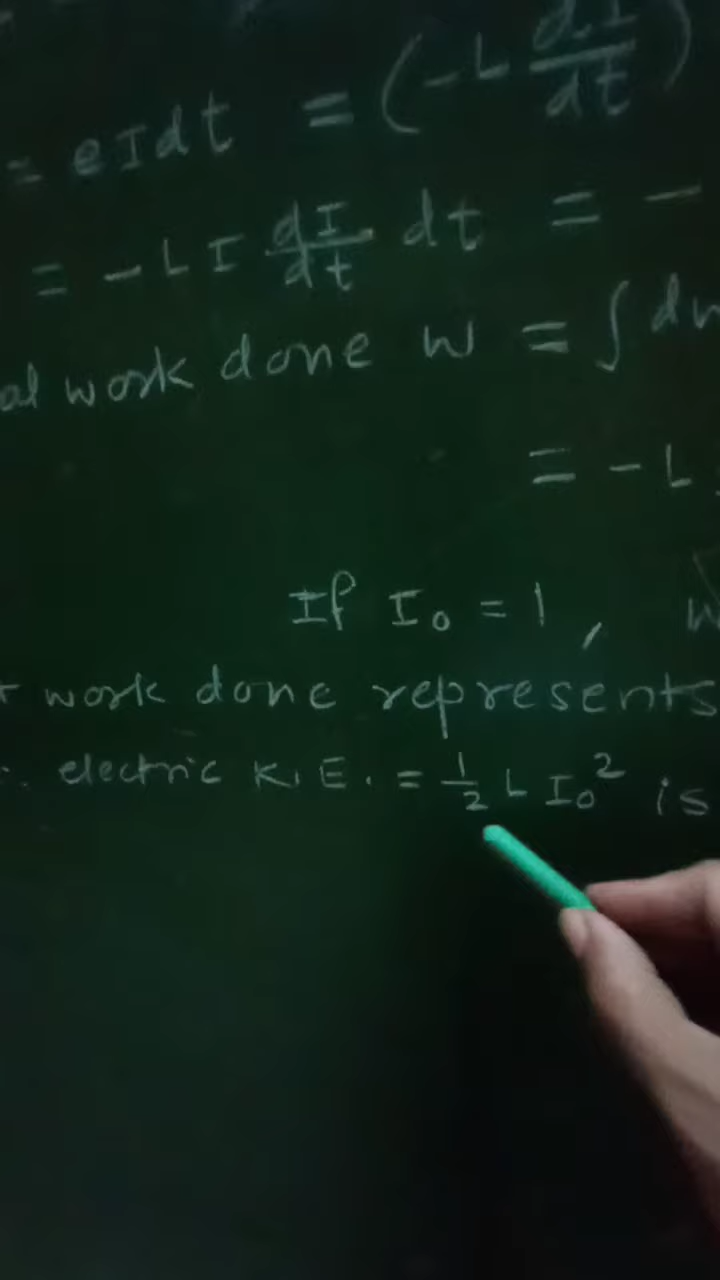 = eIdt = (-L dI/dt)
= -LI dI/dt dt = -
al work done W = ∫ dw
= -L
If I₀ = 1, W
t work done represents
∴ electric K.E. = 1/2 L I₀² is